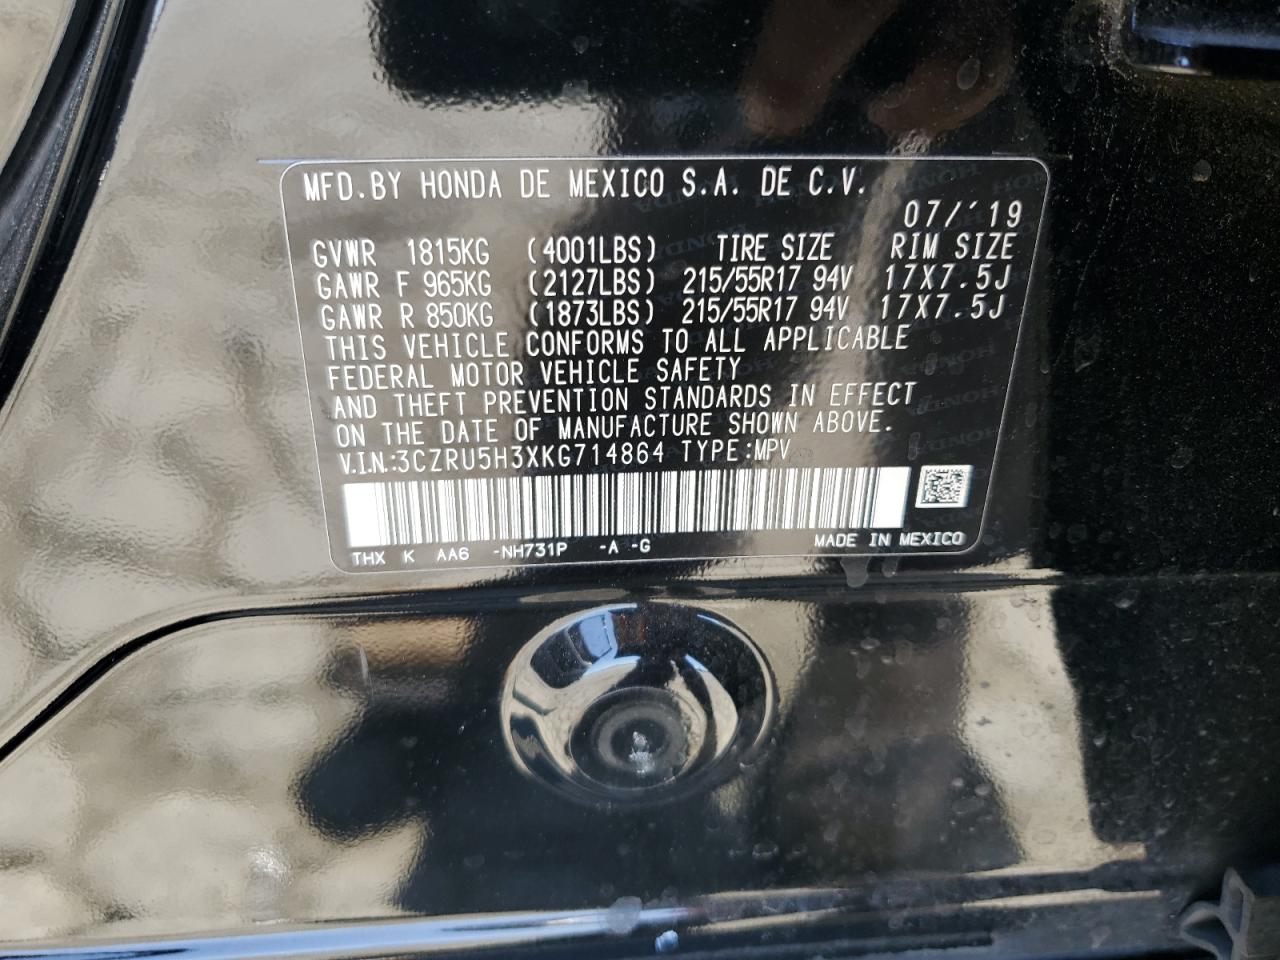 MFD.BY HONDA DE MEXICO S.A. DE C.V.
07/´19
GVWR 1815KG (4001LBS) TIRE SIZE RIM SIZE
GAWR F 965KG (2127LBS) 215/55R17 94V 17X7.5J
GAWR R 850KG (1873LBS) 215/55R17 94V 17X7.5J
THIS VEHICLE CONFORMS TO ALL APPLICABLE
FEDERAL MOTOR VEHICLE SAFETY
AND THEFT PREVENTION STANDARDS IN EFFECT
ON THE DATE OF MANUFACTURE SHOWN ABOVE.
V.I.N.:3CZRU5H3XKG714864 TYPE:MPV
THX K AA6 -NH731P -A -G MADE IN MEXICO